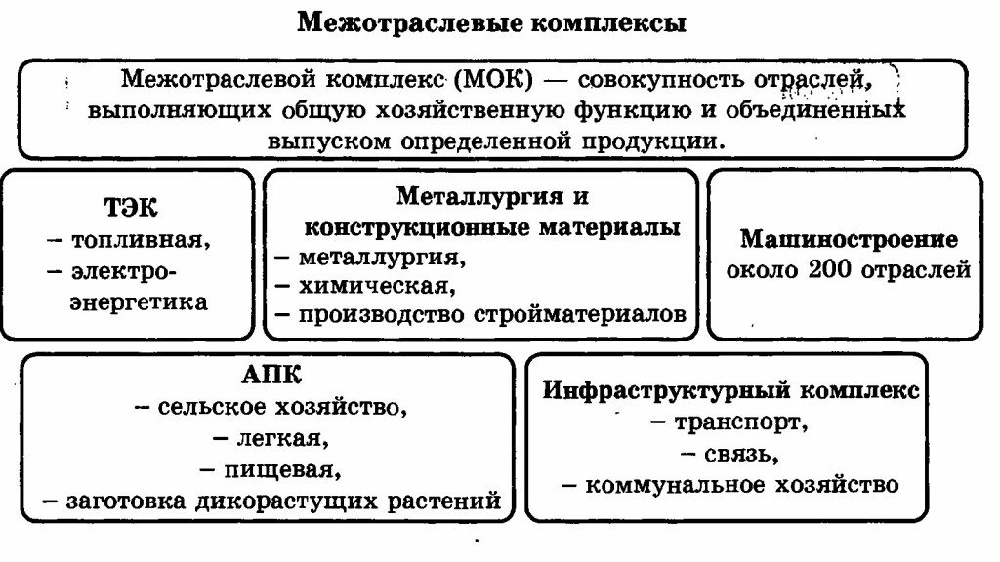 Межотраслевые комплексы
Межотраслевой комплекс (МОК) — совокупность отраслей,
выполняющих общую хозяйственную функцию и объединенных
выпуском определенной продукции.
ТЭК
– топливная,
– электро-
энергетика
Металлургия и
конструкционные материалы
– металлургия,
– химическая,
– производство стройматериалов
Машиностроение
около 200 отраслей
АПК
– сельское хозяйство,
– легкая,
– пищевая,
– заготовка дикорастущих растений
Инфраструктурный комплекс
– транспорт,
– связь,
– коммунальное хозяйство